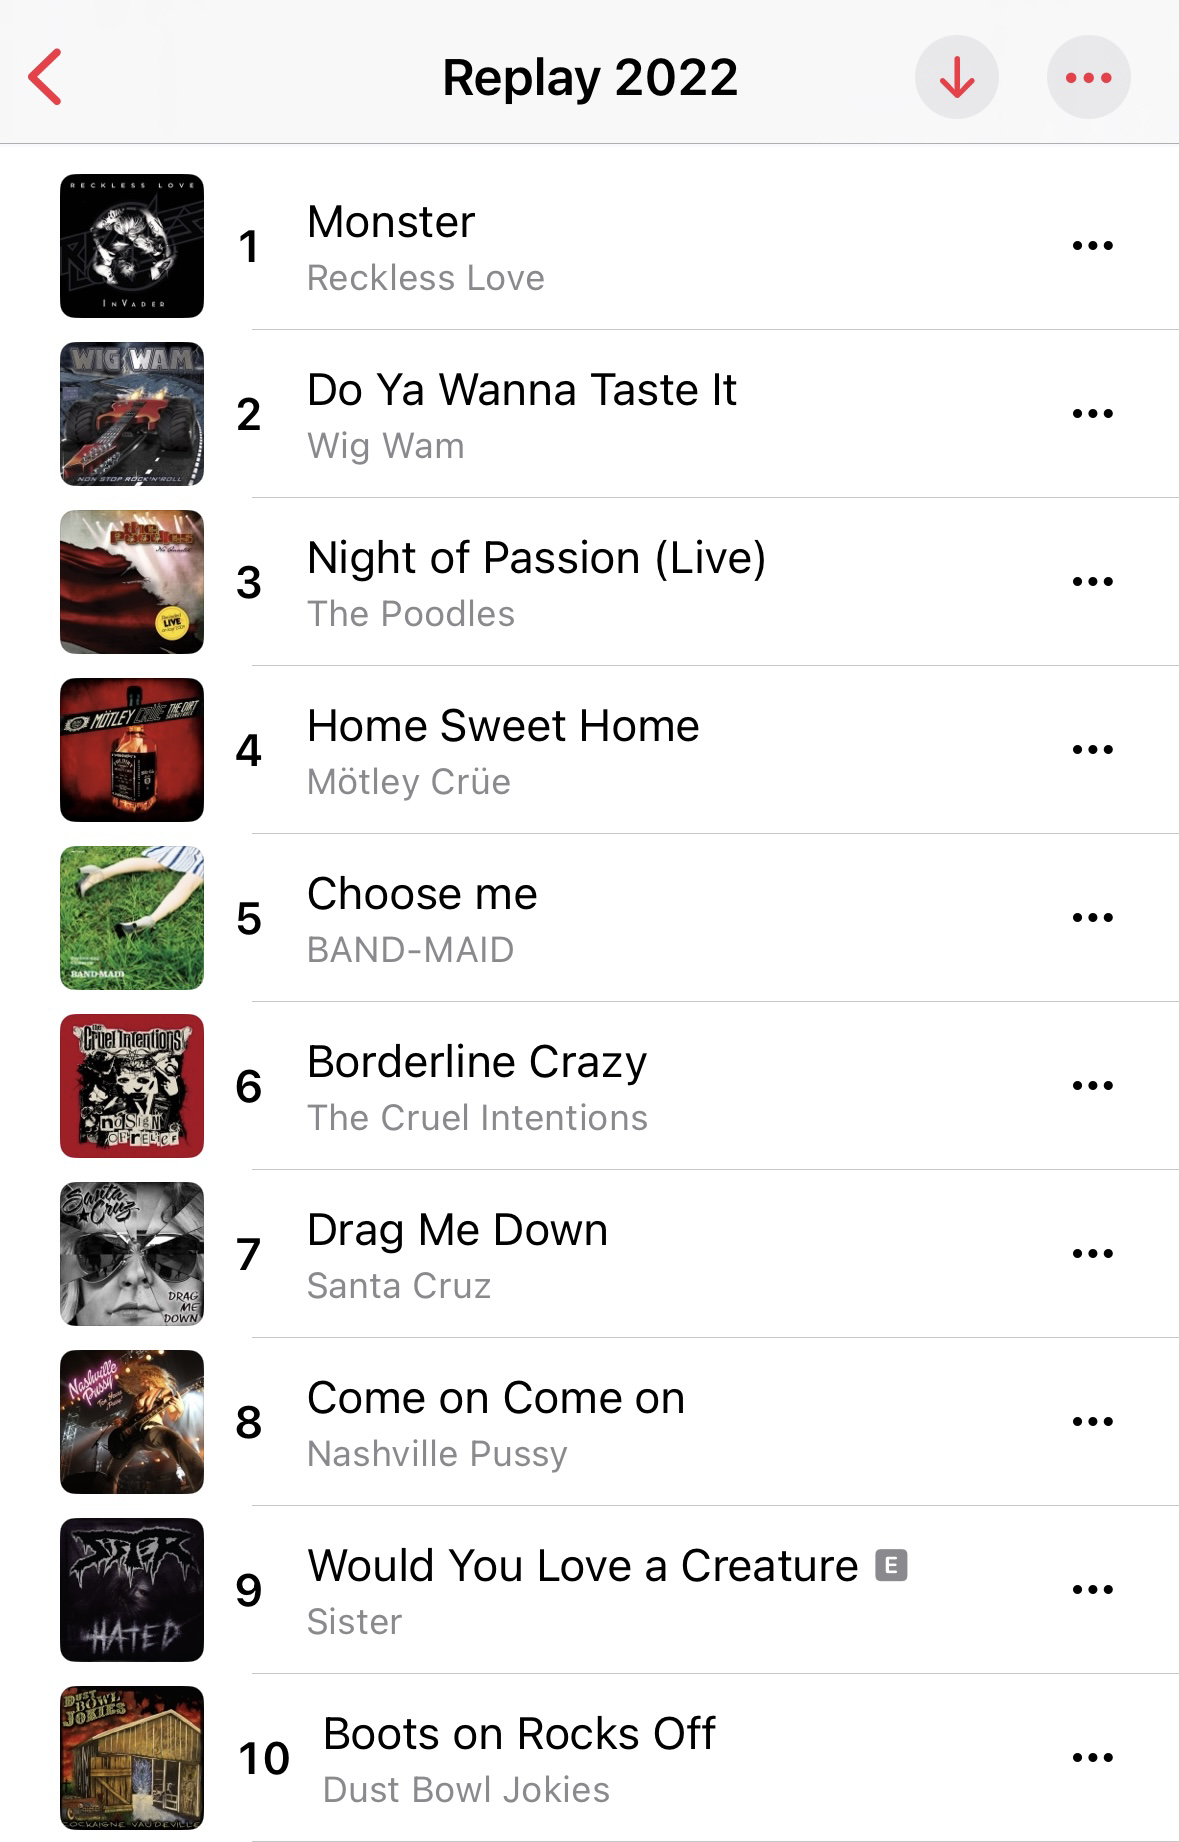 Replay 2022
RECKLESS LOVE
INVADER
1
Monster
Reckless Love
WIG WAM
NON STOP ROCK'N'ROLL
2
Do Ya Wanna Taste It
Wig Wam
the
Poodles
LIVE
3
Night of Passion (Live)
The Poodles
MÖTLEY CRÜE THE DIRT
SOUNDTRACK
4
Home Sweet Home
Mötley Crüe
BAND-MAID
5
Choose me
BAND-MAID
the
Cruel Intentions
NO SIGN
OF RELIEF
6
Borderline Crazy
The Cruel Intentions
Santa
Cruz
DRAG
ME
DOWN
7
Drag Me Down
Santa Cruz
Nashville
Pussy
8
Come on Come on
Nashville Pussy
SISTER
HATED
9
Would You Love a Creature E
Sister
DUST
BOWL
JOKIES
COCKAIGNE VAUDEVILLE
10
Boots on Rocks Off
Dust Bowl Jokies